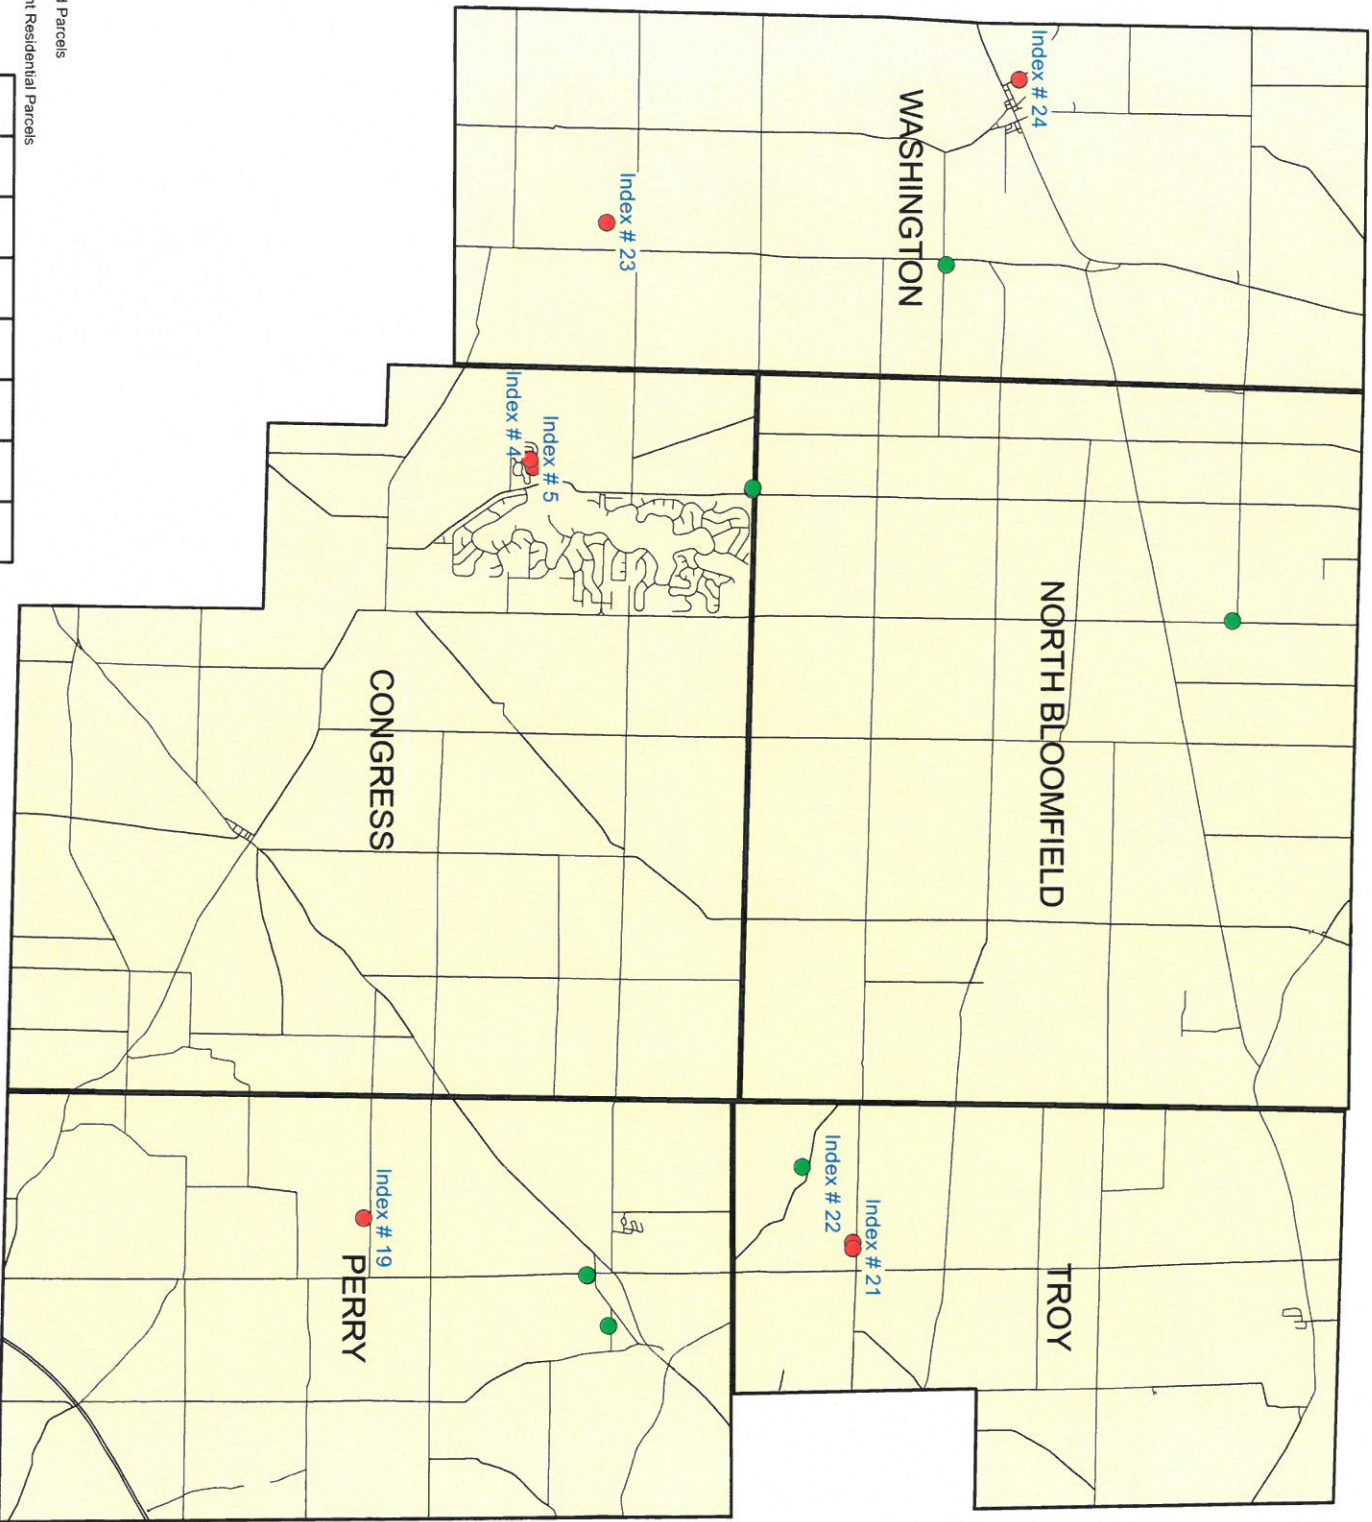 Index # 24
NORTH BLOOMFIELD
TROY
WASHINGTON
Index # 21
Index # 22
Index # 23
Index # 5
Index # 4
CONGRESS
Index # 19
PERRY
Parcels
Residential Parcels